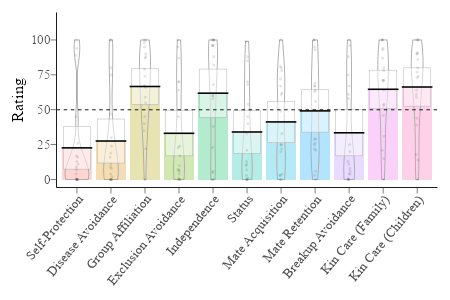 Rating
100
75
50
25
0
Self-Protection
Disease Avoidance
Group Affiliation
Exclusion Avoidance
Independence
Status
Mate Acquisition
Mate Retention
Breakup Avoidance
Kin Care (Family)
Kin Care (Children)